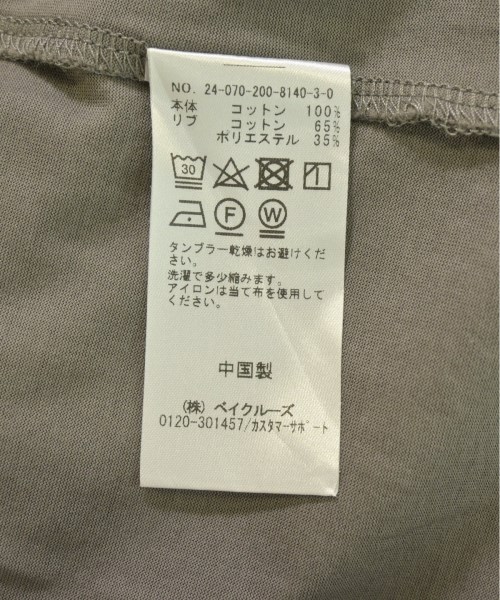 NO. 24-070-200-8140-3-0
本体 コットン 100%
リブ コットン 65%
ポリエステル 35%
30
F W
タンブラー乾燥はお避けくだ
さい。
洗濯で多少縮みます。
アイロンは当て布を使用して
ください。
中国製
(株) ベイクルーズ
0120-301457/カスタマーサポート